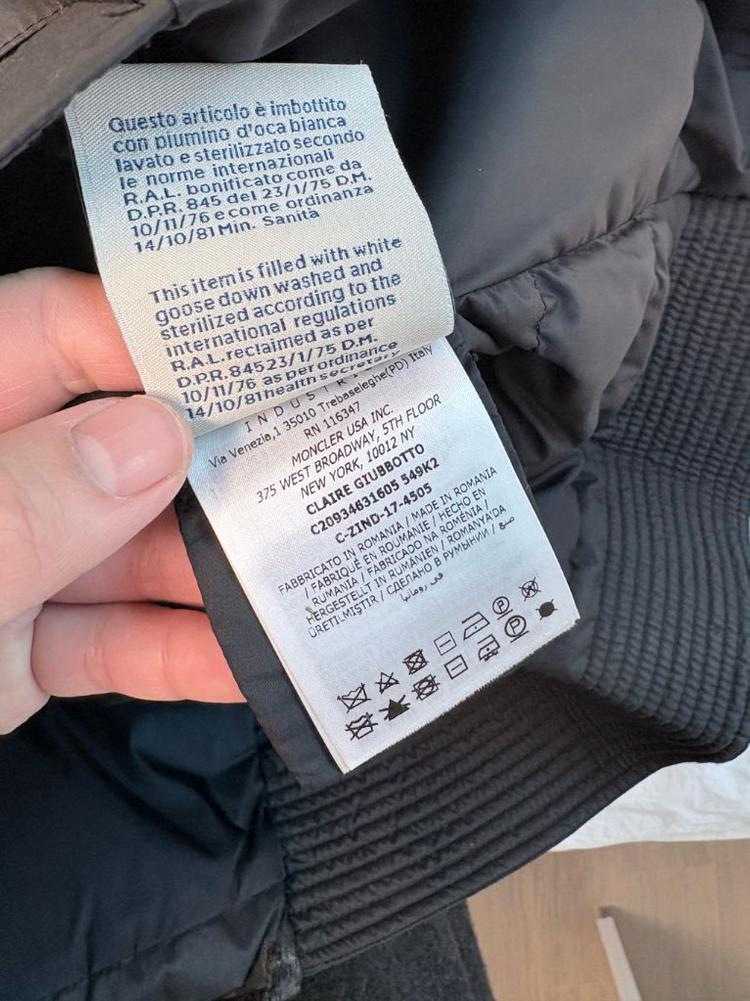 Questo articolo è imbottito
con piumino d'oca bianca
lavato e sterilizzato secondo
le norme internazionali
R.A.L. bonificato come da
D.P.R. 845 del 23/1/75 D.M.
10/11/76 e come ordinanza
14/10/81 Min. Sanità
This item is filled with white
goose down washed and
sterilized according to the
international regulations
R.A.L. reclaimed as per
D.P.R.84523/1/75 D.M.
10/11/76 as per ordinance
14/10/81 health secretary
INDUSTRI
Via Venezia,1 35010 Trebaseleghe(PD) Italy
RN 116347
MONCLER USA INC.
375 WEST BROADWAY, 5TH FLOOR
NEW YORK, 10012 NY
CLAIRE GIUBBOTTO
C20934631605 549K2
C-ZIND-17-4505
FABBRICATO IN ROMANIA / MADE IN ROMANIA
/ FABRIQUÉ EN ROUMANIE / HECHO EN
RUMANIA / FABRICADO NA ROMÉNIA /
HERGESTELLT IN RUMÄNIEN / ROMANYA'DA
ÜRETILMIŞTIR / СДЕЛАНО В РУМЫНИИ / صنع
في رومانيا